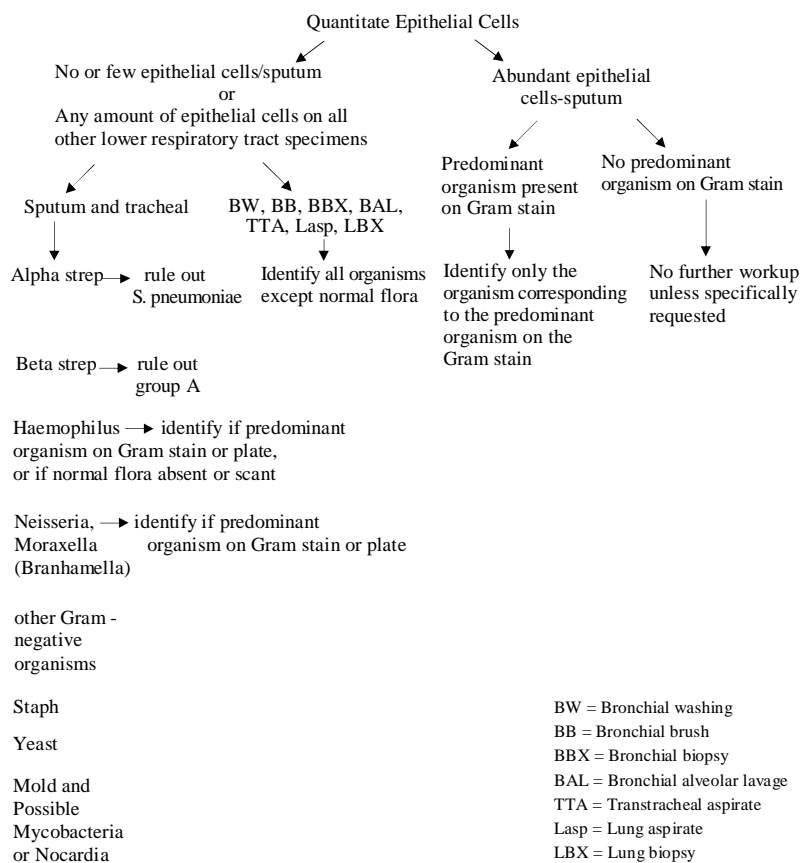 Quantitate Epithelial Cells
No or few epithelial cells/sputum
or
Any amount of epithelial cells on all
other lower respiratory tract specimens
Abundant epithelial
cells-sputum
Predominant
organism present
on Gram stain
No predominant
organism on Gram stain
Sputum and tracheal
BW, BB, BBX, BAL,
TTA, Lasp, LBX
Alpha strep
rule out
S. pneumoniae
Identify all organisms
except normal flora
Identify only the
organism corresponding
to the predominant
organism on the
Gram stain
No further workup
unless specifically
requested
Beta strep
rule out
group A
Haemophilus identify if predominant
organism on Gram stain or plate,
or if normal flora absent or scant
Neisseria, identify if predominant
Moraxella organism on Gram stain or plate
(Branhamella)
other Gram -
negative
organisms
Staph
Yeast
Mold and
Possible
Mycobacteria
or Nocardia
BW = Bronchial washing
BB = Bronchial brush
BBX = Bronchial biopsy
BAL = Bronchial alveolar lavage
TTA = Transtracheal aspirate
Lasp = Lung aspirate
LBX = Lung biopsy